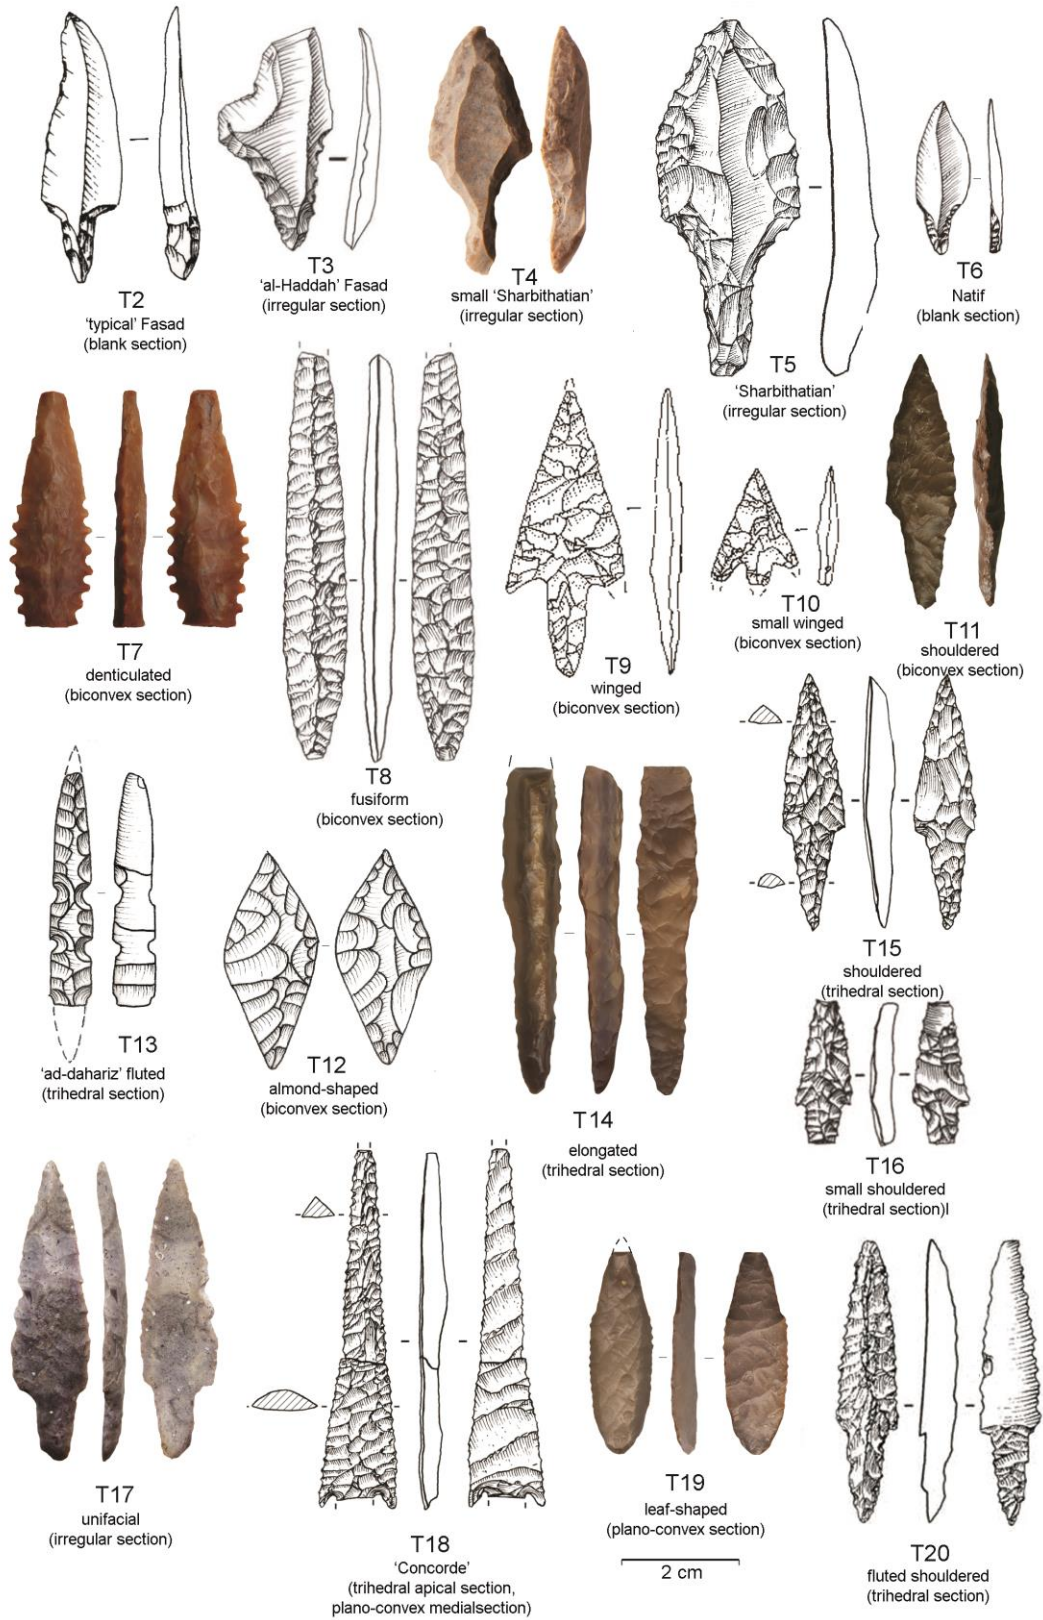 T2
‘typical’ Fasad
(blank section)
T3
‘al-Haddah’ Fasad
(irregular section)
T4
small ‘Sharbithatian’
(irregular section)
T5
‘Sharbithatian’
(irregular section)
T6
Natif
(blank section)
T7
denticulated
(biconvex section)
T8
fusiform
(biconvex section)
T9
winged
(biconvex section)
T10
small winged
(biconvex section)
T11
shouldered
(biconvex section)
T13
‘ad-dahariz’ fluted
(trihedral section)
T12
almond-shaped
(biconvex section)
T14
elongated
(trihedral section)
T15
shouldered
(trihedral section)
T16
small shouldered
(trihedral section)l
T17
unifacial
(irregular section)
T18
‘Concorde’
(trihedral apical section,
plano-convex medialsection)
T19
leaf-shaped
(plano-convex section)
2 cm
T20
fluted shouldered
(trihedral section)